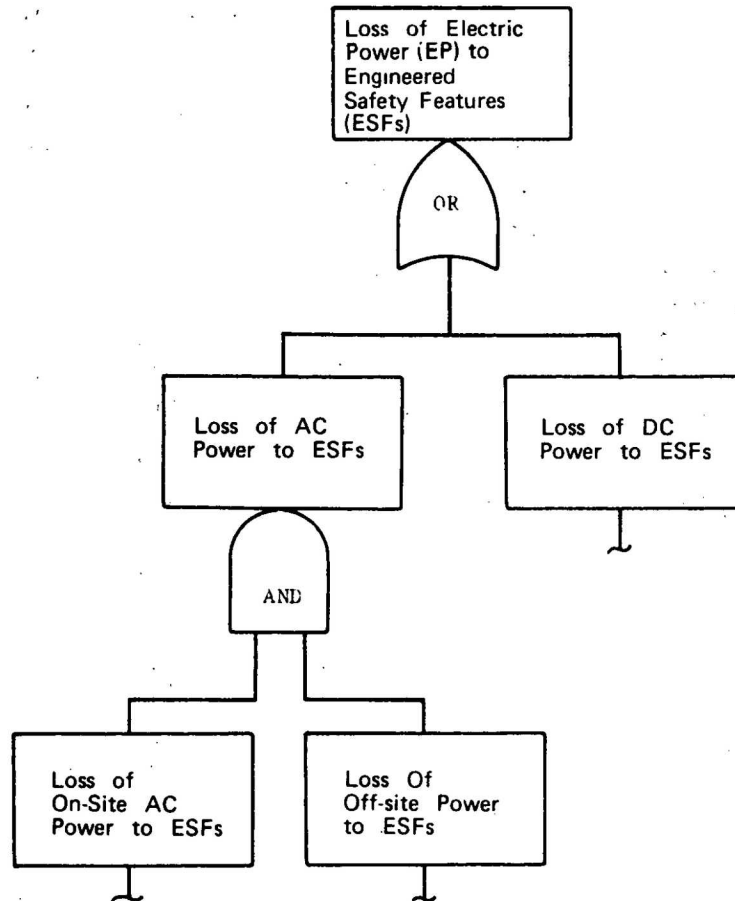 Loss of Electric
Power (EP) to
Engineered
Safety Features
(ESFs)
OR
Loss of AC
Power to ESFs
Loss of DC
Power to ESFs
AND
Loss of
On-Site AC
Power to ESFs
Loss Of
Off-site Power
to ESFs